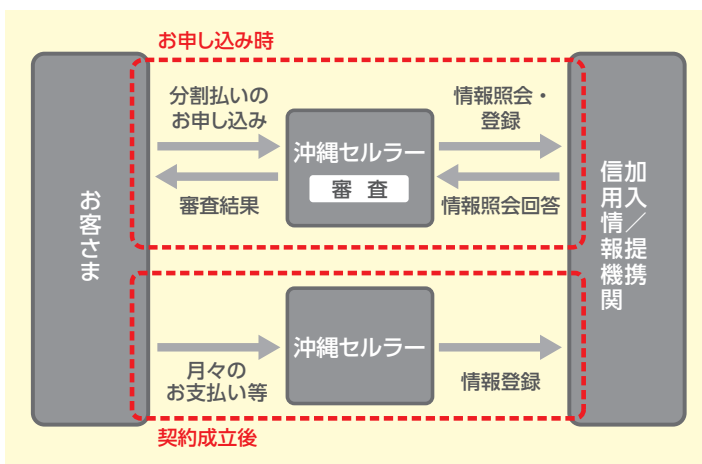 お申し込み時
お客さま
分割払いの
お申し込み
審査結果
沖縄セルラー
審 査
情報照会・
登録
情報照会回答
加入／提携
信用情報機関
月々の
お支払い等
沖縄セルラー
情報登録
契約成立後